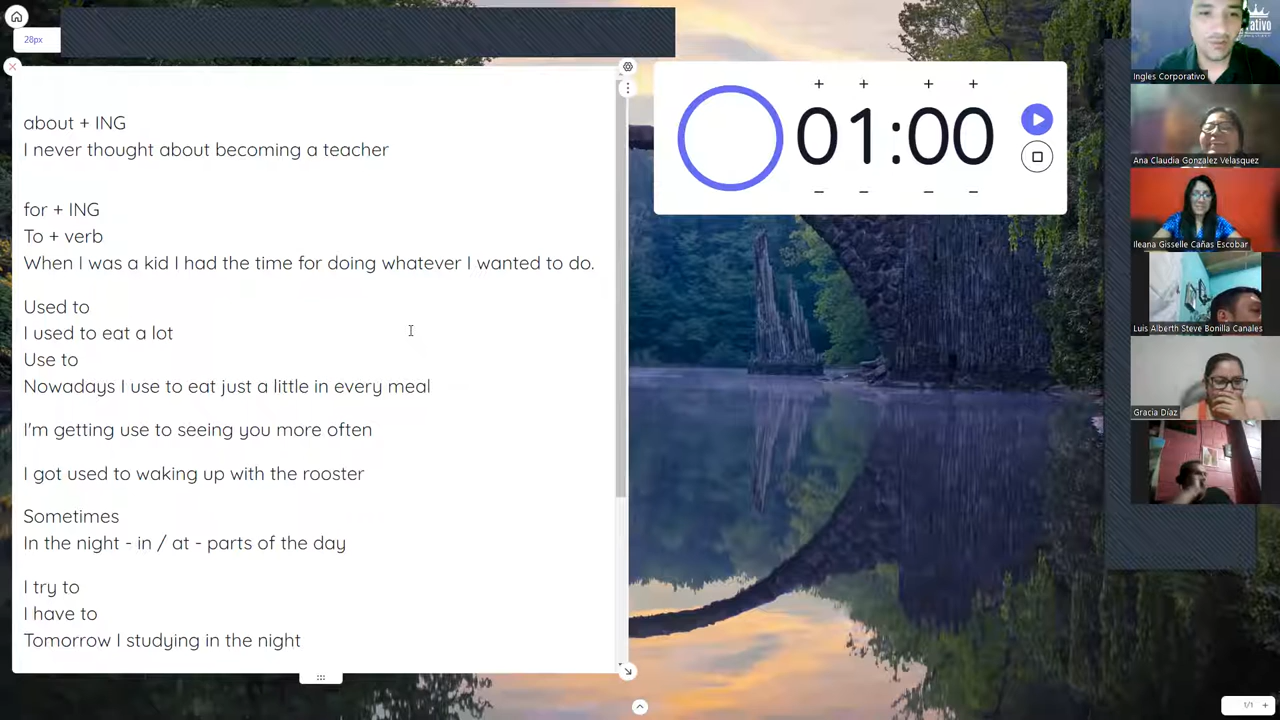 28px
about + ING
I never thought about becoming a teacher
for + ING
To + verb
When I was a kid I had the time for doing whatever I wanted to do.
Used to
I used to eat a lot
Use to
Nowadays I use to eat just a little in every meal
I'm getting use to seeing you more often
I got used to waking up with the rooster
Sometimes
In the night - in / at - parts of the day
I try to
I have to
Tomorrow I studying in the night
01:00
Ingles Corporativo
Ana Claudia Gonzalez Velasquez
Ileana Gisselle Cañas Escobar
Luis Alberth Steve Bonilla Canales
Gracia Díaz
1/1